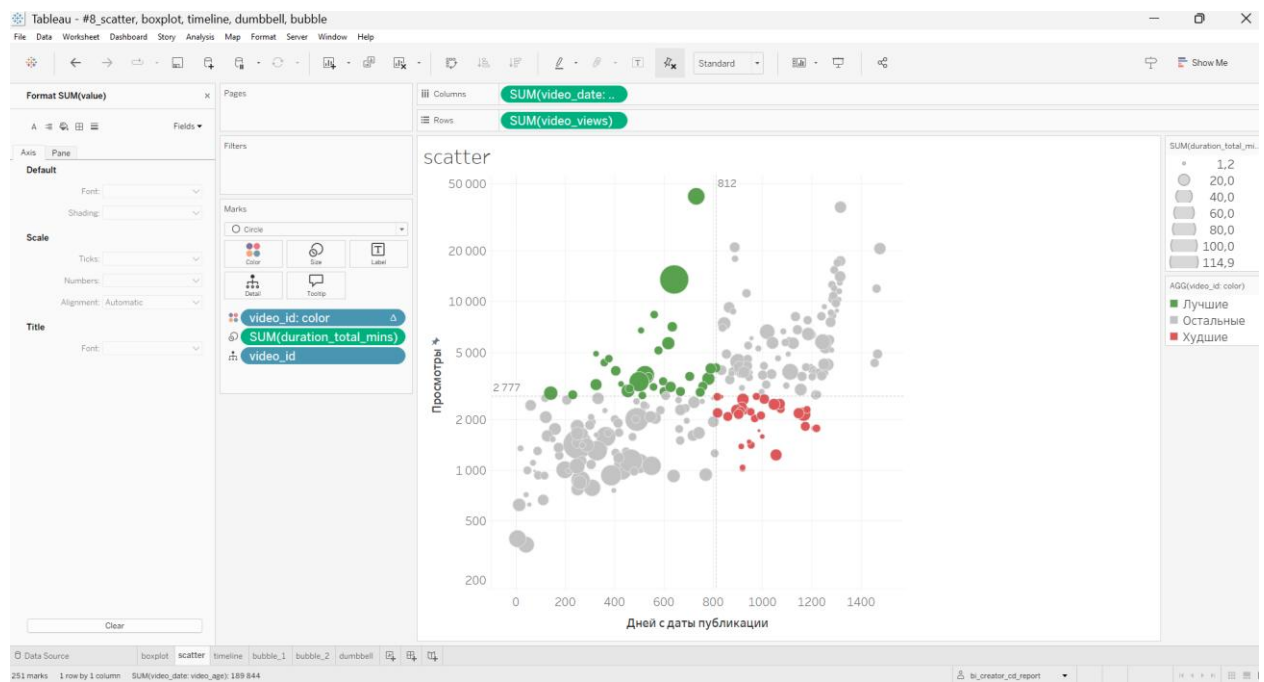 Tableau - #8_scatter, boxplot, timeline, dumbbell, bubble
File Data Worksheet Dashboard Story Analysis Map Format Server Window Help
Standard
Show Me
Format SUM(value)
Fields
Axis Pane
Default
Font:
Shading:
Scale
Ticks:
Numbers:
Alignment: Automatic
Title
Font:
Clear
Pages
Filters
Marks
Circle
Color Size Label
Detail Tooltip
video_id: color
SUM(duration_total_mins)
video_id
Columns SUM(video_date: ..
Rows SUM(video_views)
scatter
50 000
20 000
10 000
5 000
2 000
1 000
500
200
812
2 777
Просмотры
0 200 400 600 800 1000 1200 1400
Дней с даты публикации
SUM(duration_total_mi..
1,2
20,0
40,0
60,0
80,0
100,0
114,9
AGG(video_id: color)
Лучшие
Остальные
Худшие
Data Source boxplot scatter timeline bubble_1 bubble_2 dumbbell
251 marks 1 row by 1 column SUM(video_date: video_age): 189 844
bi_creator_cd_report